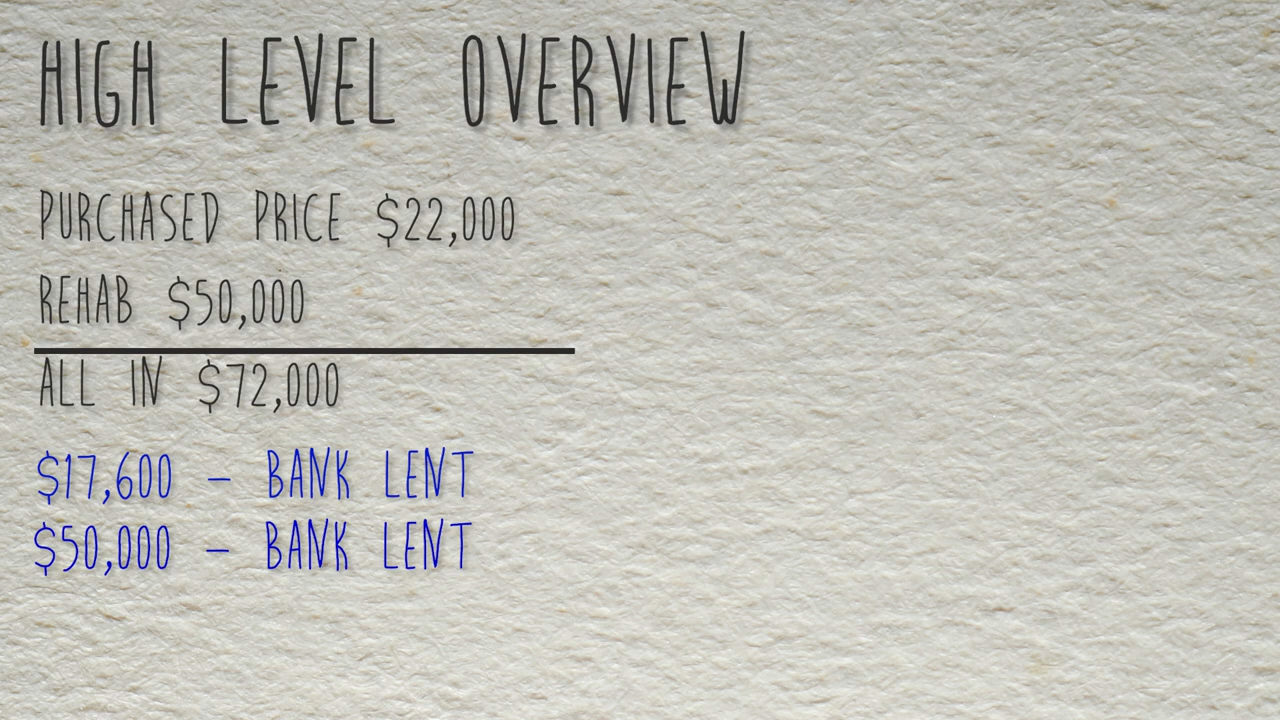 HIGH LEVEL OVERVIEW
PURCHASED PRICE $22,000
REHAB $50,000
ALL IN $72,000
$17,600 - BANK LENT
$50,000 - BANK LENT